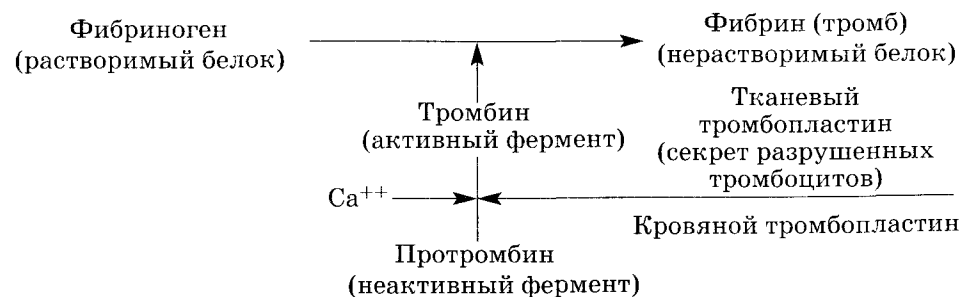 Фибриноген
(растворимый белок)
Фибрин (тромб)
(нерастворимый белок)
Тромбин
(активный фермент)
Тканевый
тромбопластин
(секрет разрушенных
тромбоцитов)
Ca++
Кровяной тромбопластин
Протромбин
(неактивный фермент)